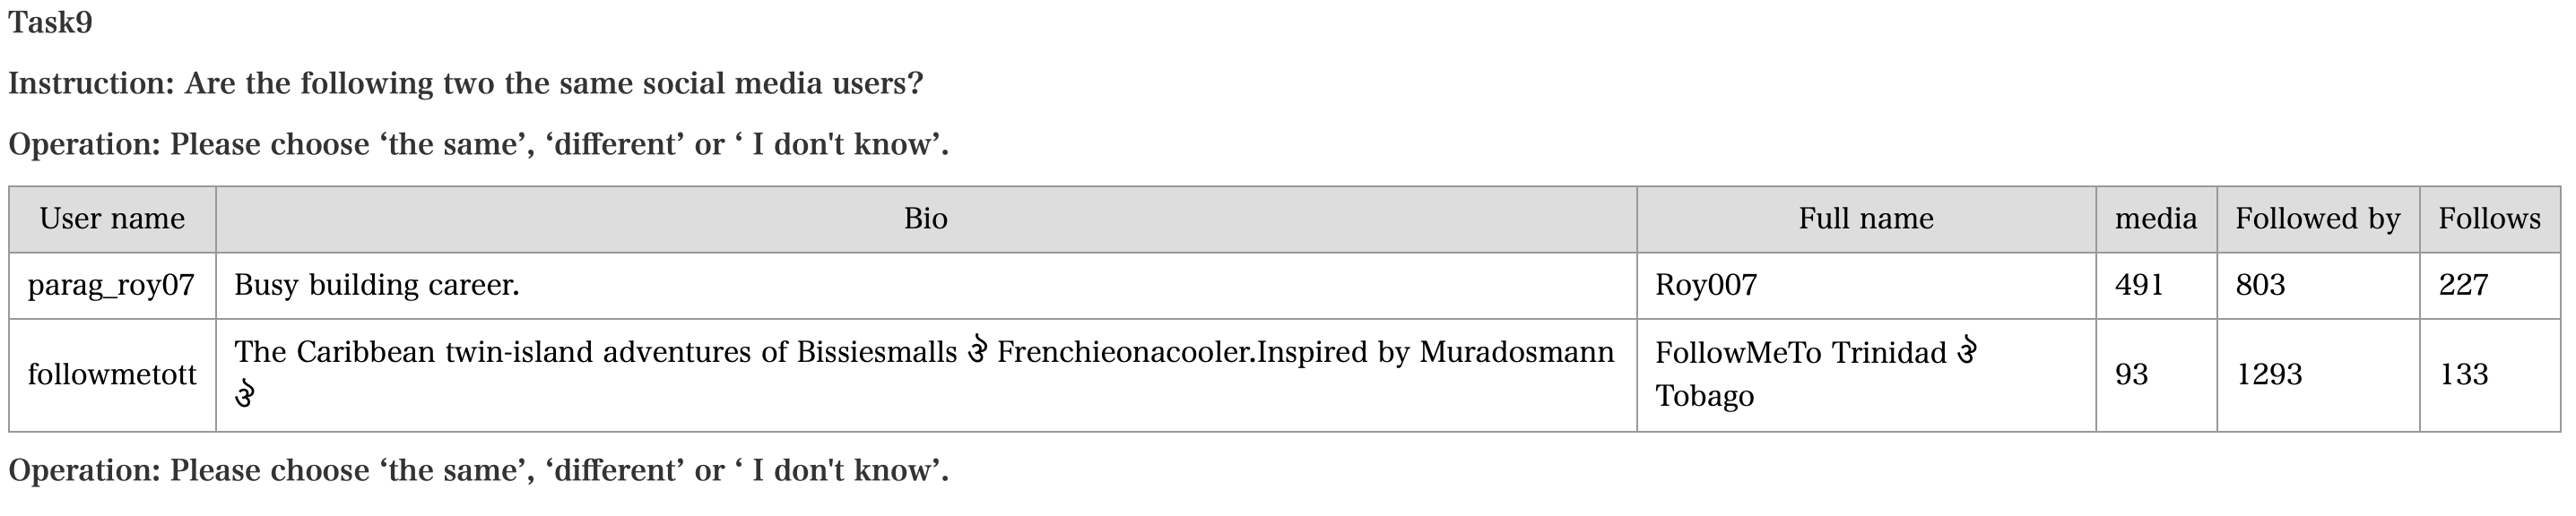 Task9
Instruction: Are the following two the same social media users?
Operation: Please choose ‘the same’, ‘different’ or ‘ I don't know’.
User name Bio Full name media Followed by Follows
parag_roy07 Busy building career. Roy007 491 803 227
followmetott The Caribbean twin-island adventures of Bissiesmalls Frenchieonacooler.Inspired by Muradosmann FollowMeTo Trinidad Tobago 93 1293 133
Operation: Please choose ‘the same’, ‘different’ or ‘ I don't know’.